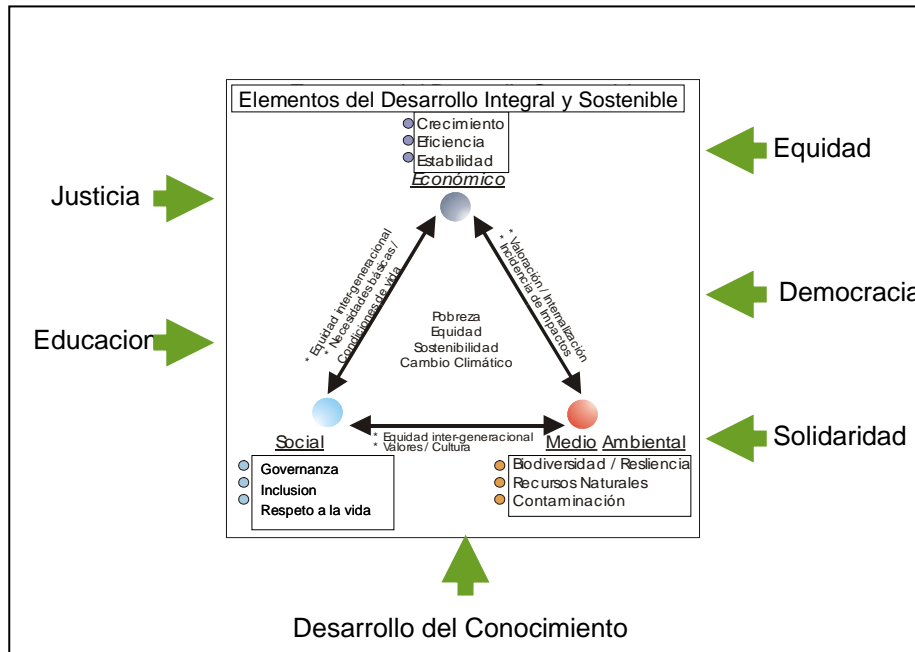 Elementos del Desarrollo Integral y Sostenible
Crecimiento
Eficiencia
Estabilidad
Económico
Equidad
Justicia
* Equidad inter-generacional
* Necesidades básicas /
Condiciones de vida
* Valoración / Internalización
* Incidencia de Impactos
Democracia
Pobreza
Equidad
Sostenibilidad
Cambio Climático
Educacion
* Equidad inter-generacional
* Valores / Cultura
Social
Medio Ambiental
Solidaridad
Governanza
Inclusion
Respeto a la vida
Biodiversidad / Resliencia
Recursos Naturales
Contaminación
Desarrollo del Conocimiento